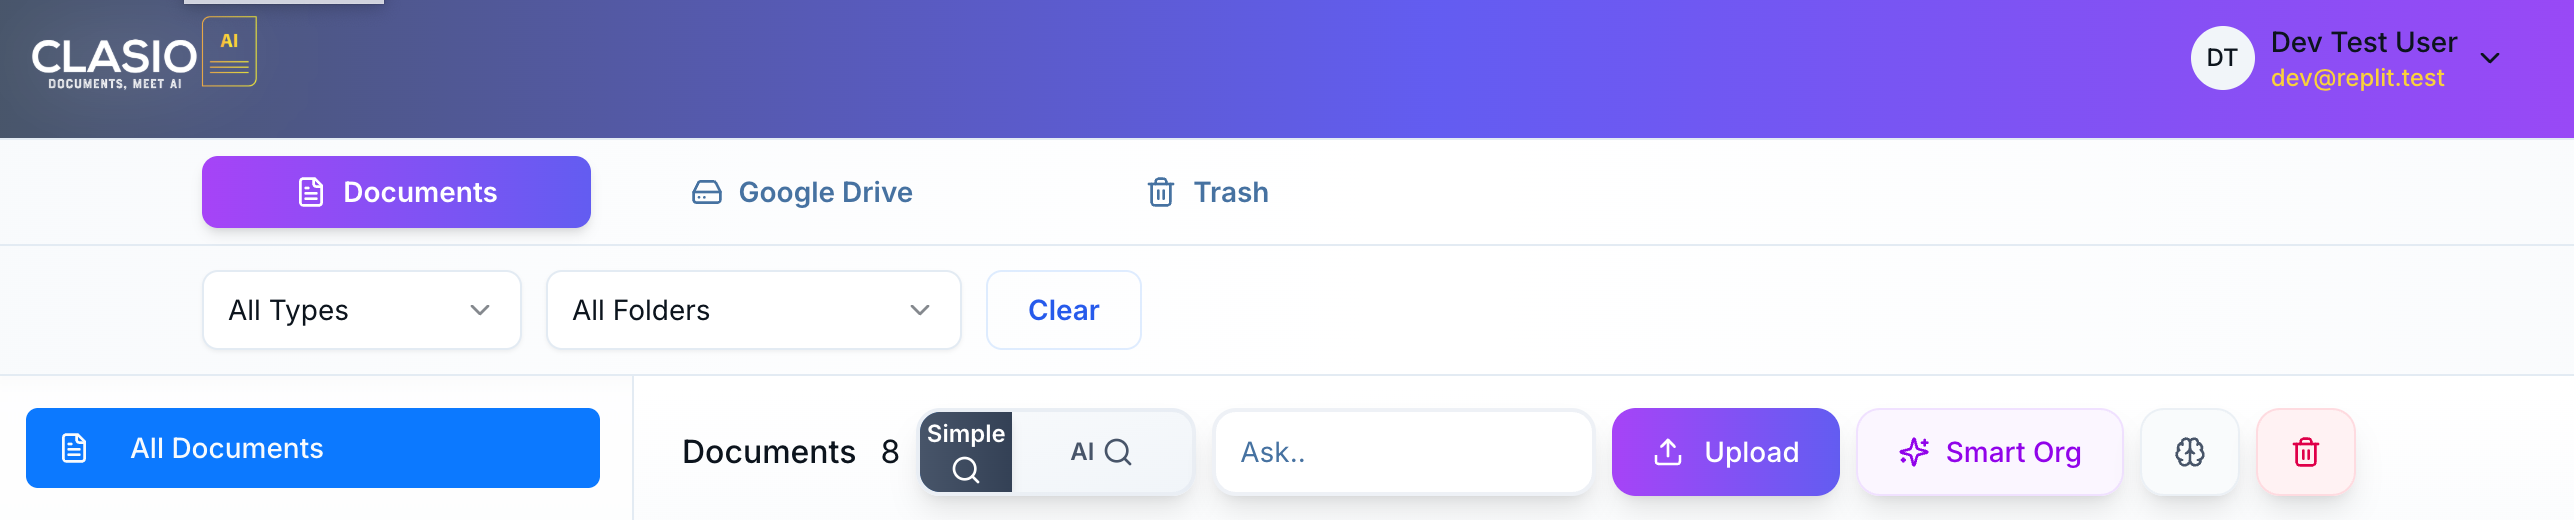 CLASIO
AI
DOCUMENTS, MEET AI
DT
Dev Test User
dev@replit.test
Documents
Google Drive
Trash
All Types
All Folders
Clear
All Documents
Documents 8
Simple
AI
Ask..
Upload
Smart Org